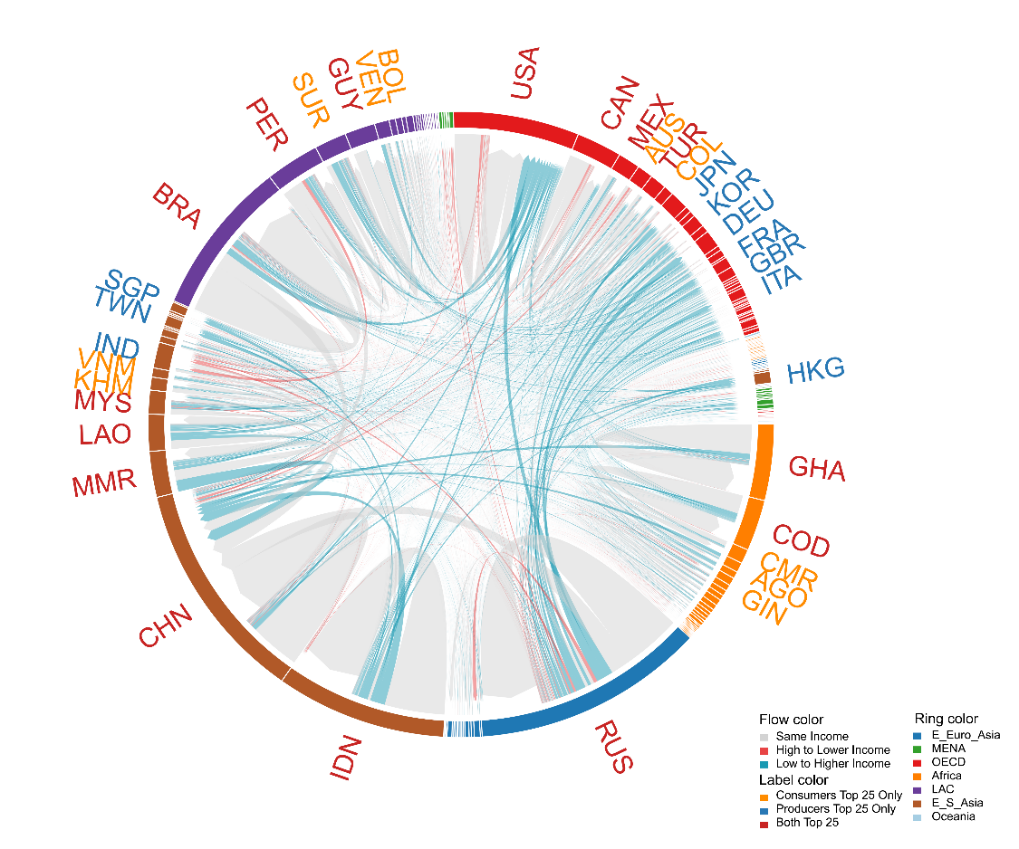 USA
CAN
MEX
AUS
TUR
COL
JPN
KOR
DEU
FRA
GBR
ITA
HKG
GHA
COD
CMR
AGO
GIN
RUS
IDN
CHN
MMR
LAO
MYS
KHM
VNM
IND
TWN
SGP
BRA
PER
SUR
GUY
VEN
BOL
Flow color
Same Income
High to Lower Income
Low to Higher Income
Label color
Consumers Top 25 Only
Producers Top 25 Only
Both Top 25
Ring color
E_Euro_Asia
MENA
OECD
Africa
LAC
E_S_Asia
Oceania